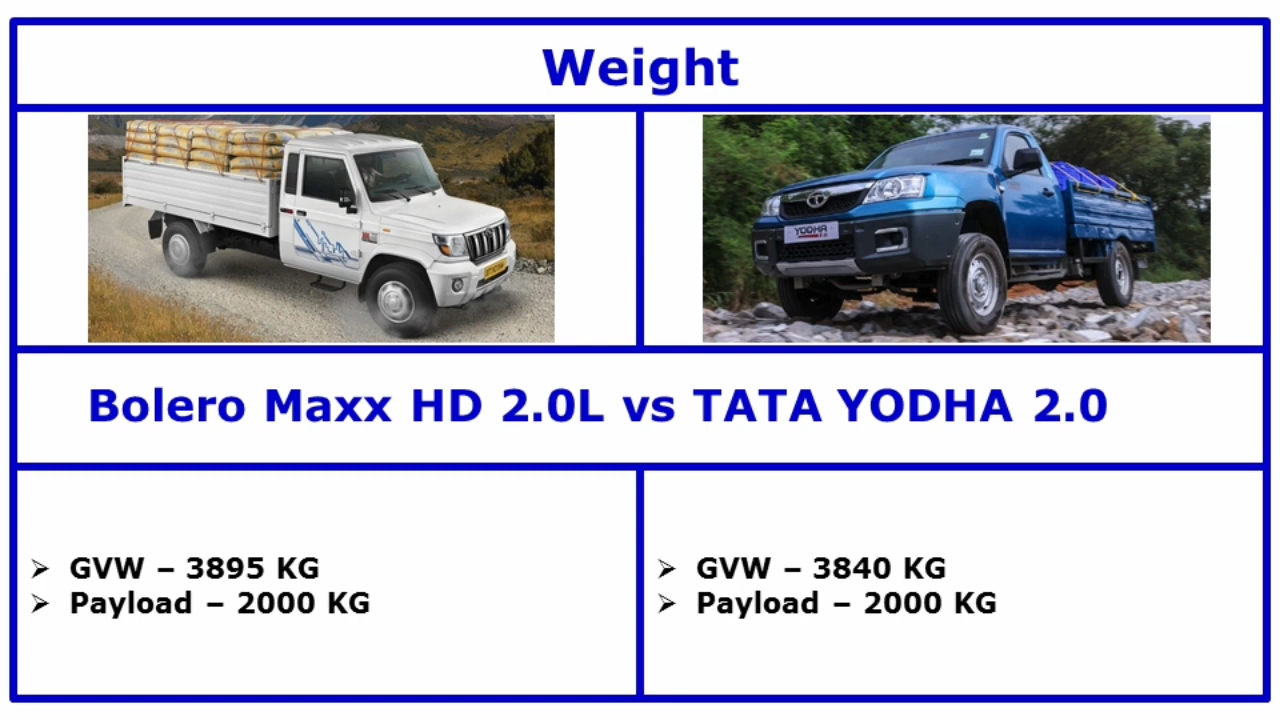 Weight
YODHA
Bolero Maxx HD 2.0L vs TATA YODHA 2.0
➢ GVW – 3895 KG
➢ Payload – 2000 KG
➢ GVW – 3840 KG
➢ Payload – 2000 KG